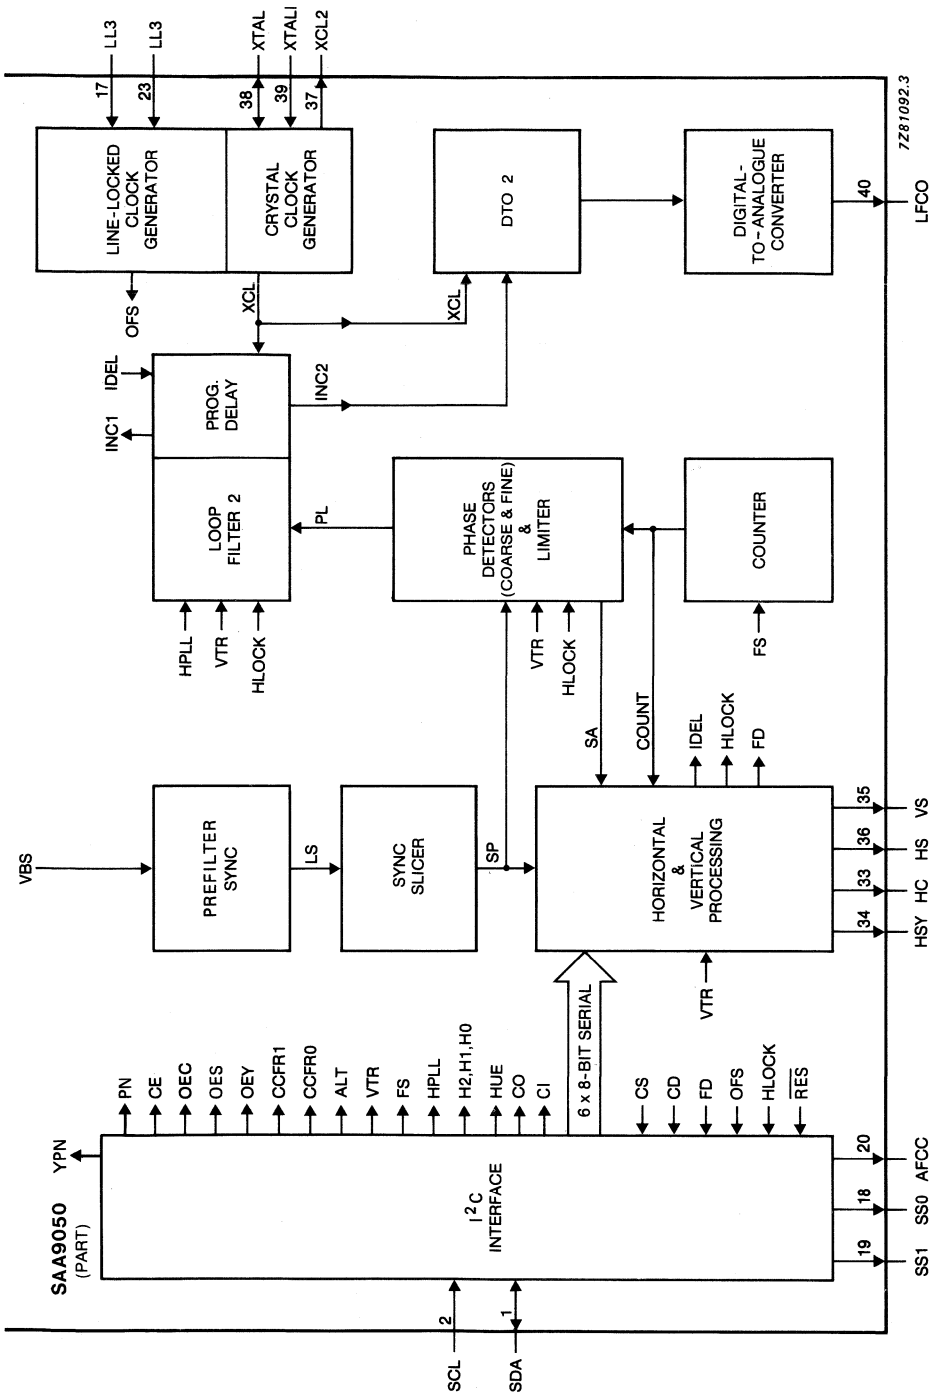 SAA9050
(PART)
YPN
SCL
2
SDA
1
I²C
INTERFACE
PN
CE
OEC
OES
OEY
CCFR1
CCFR0
ALT
VTR
FS
HPLL
H2,H1,H0
HUE
CO
CI
6 x 8-BIT SERIAL
CS
CD
FD
OFS
HLOCK
RES
19
SS1
18
SS0
20
AFCC
VBS
PREFILTER
SYNC
LS
SYNC
SLICER
SP
HORIZONTAL
&
VERTICAL
PROCESSING
VTR
34
HSY
33
HC
36
HS
35
VS
SA
COUNT
IDEL
HLOCK
FD
HPLL
VTR
HLOCK
LOOP
FILTER 2
PROG.
DELAY
INC1
IDEL
PL
INC2
VTR
HLOCK
PHASE
DETECTORS
(COARSE & FINE)
&
LIMITER
FS
COUNTER
OFS
XCL
XCL
LINE-LOCKED
CLOCK
GENERATOR
CRYSTAL
CLOCK
GENERATOR
17
LL3
23
LL3
38
XTAL
39
XTALI
37
XCL2
DTO 2
DIGITAL-
TO-ANALOGUE
CONVERTER
40
LFCO
7Z81092.3